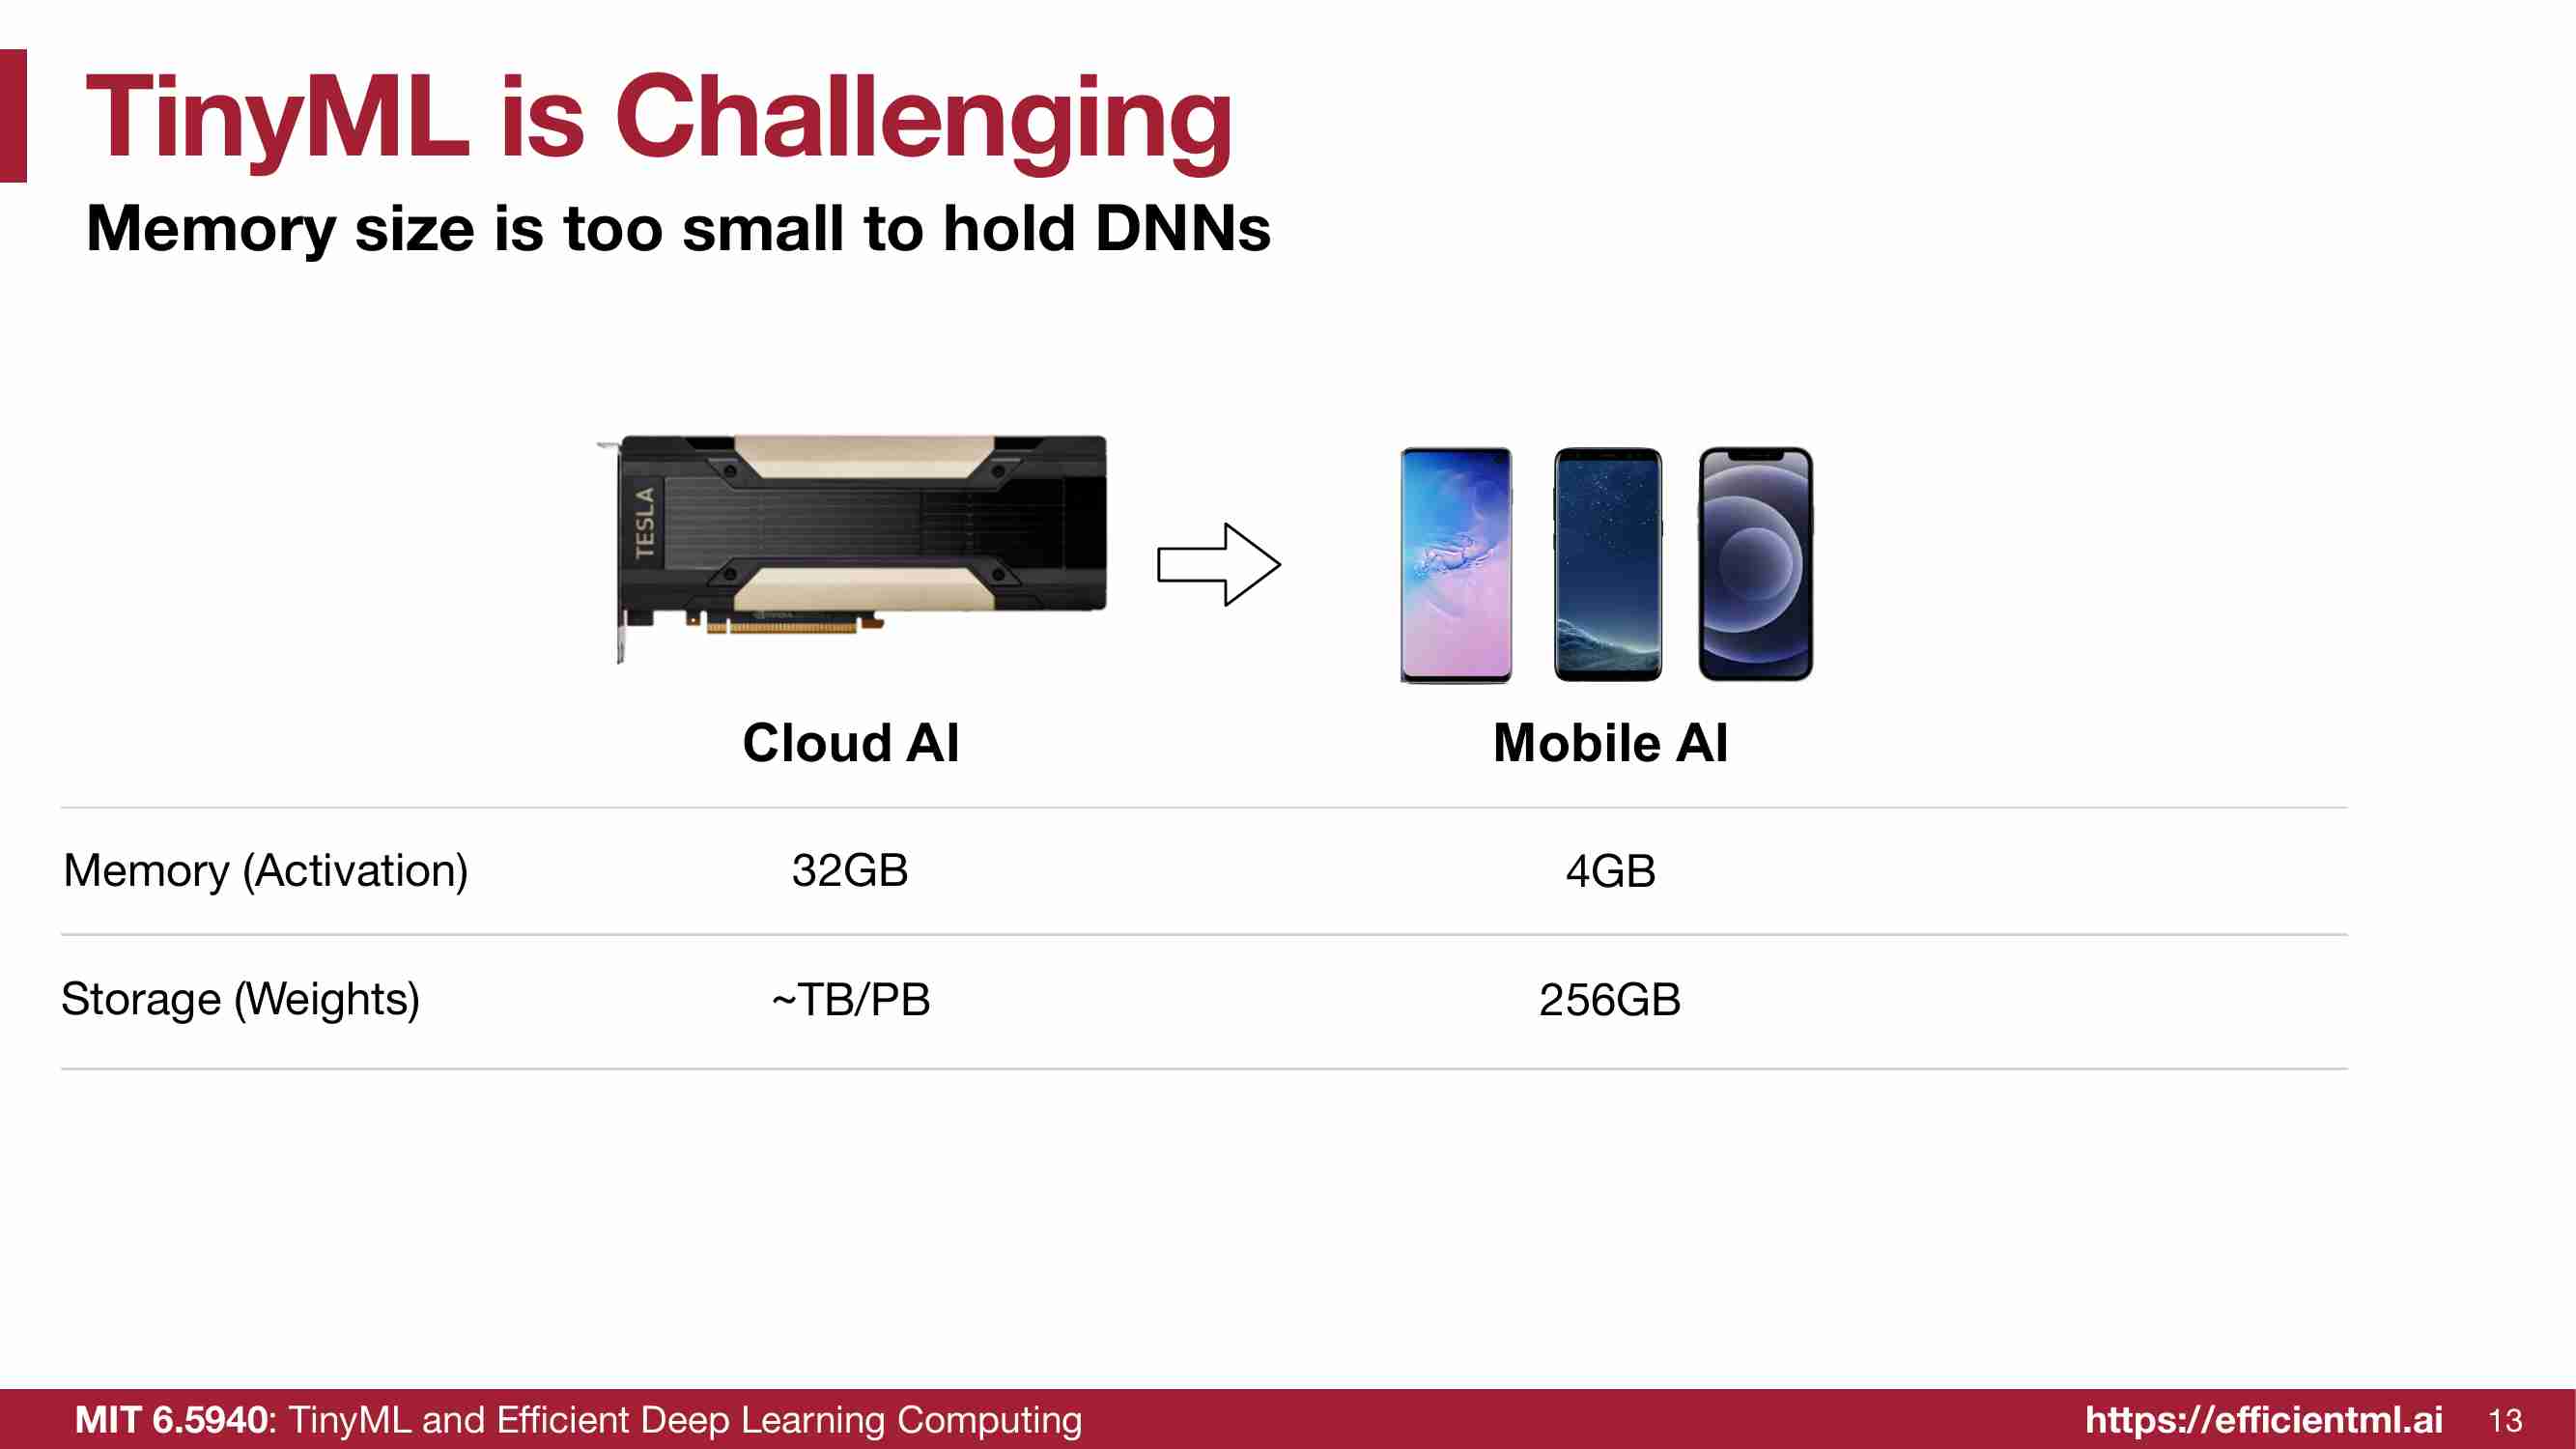 TinyML is Challenging
Memory size is too small to hold DNNs
TESLA
Cloud AI
Mobile AI
Memory (Activation)
32GB
4GB
Storage (Weights)
~TB/PB
256GB
MIT 6.5940: TinyML and Efficient Deep Learning Computing
https://efficientml.ai
13